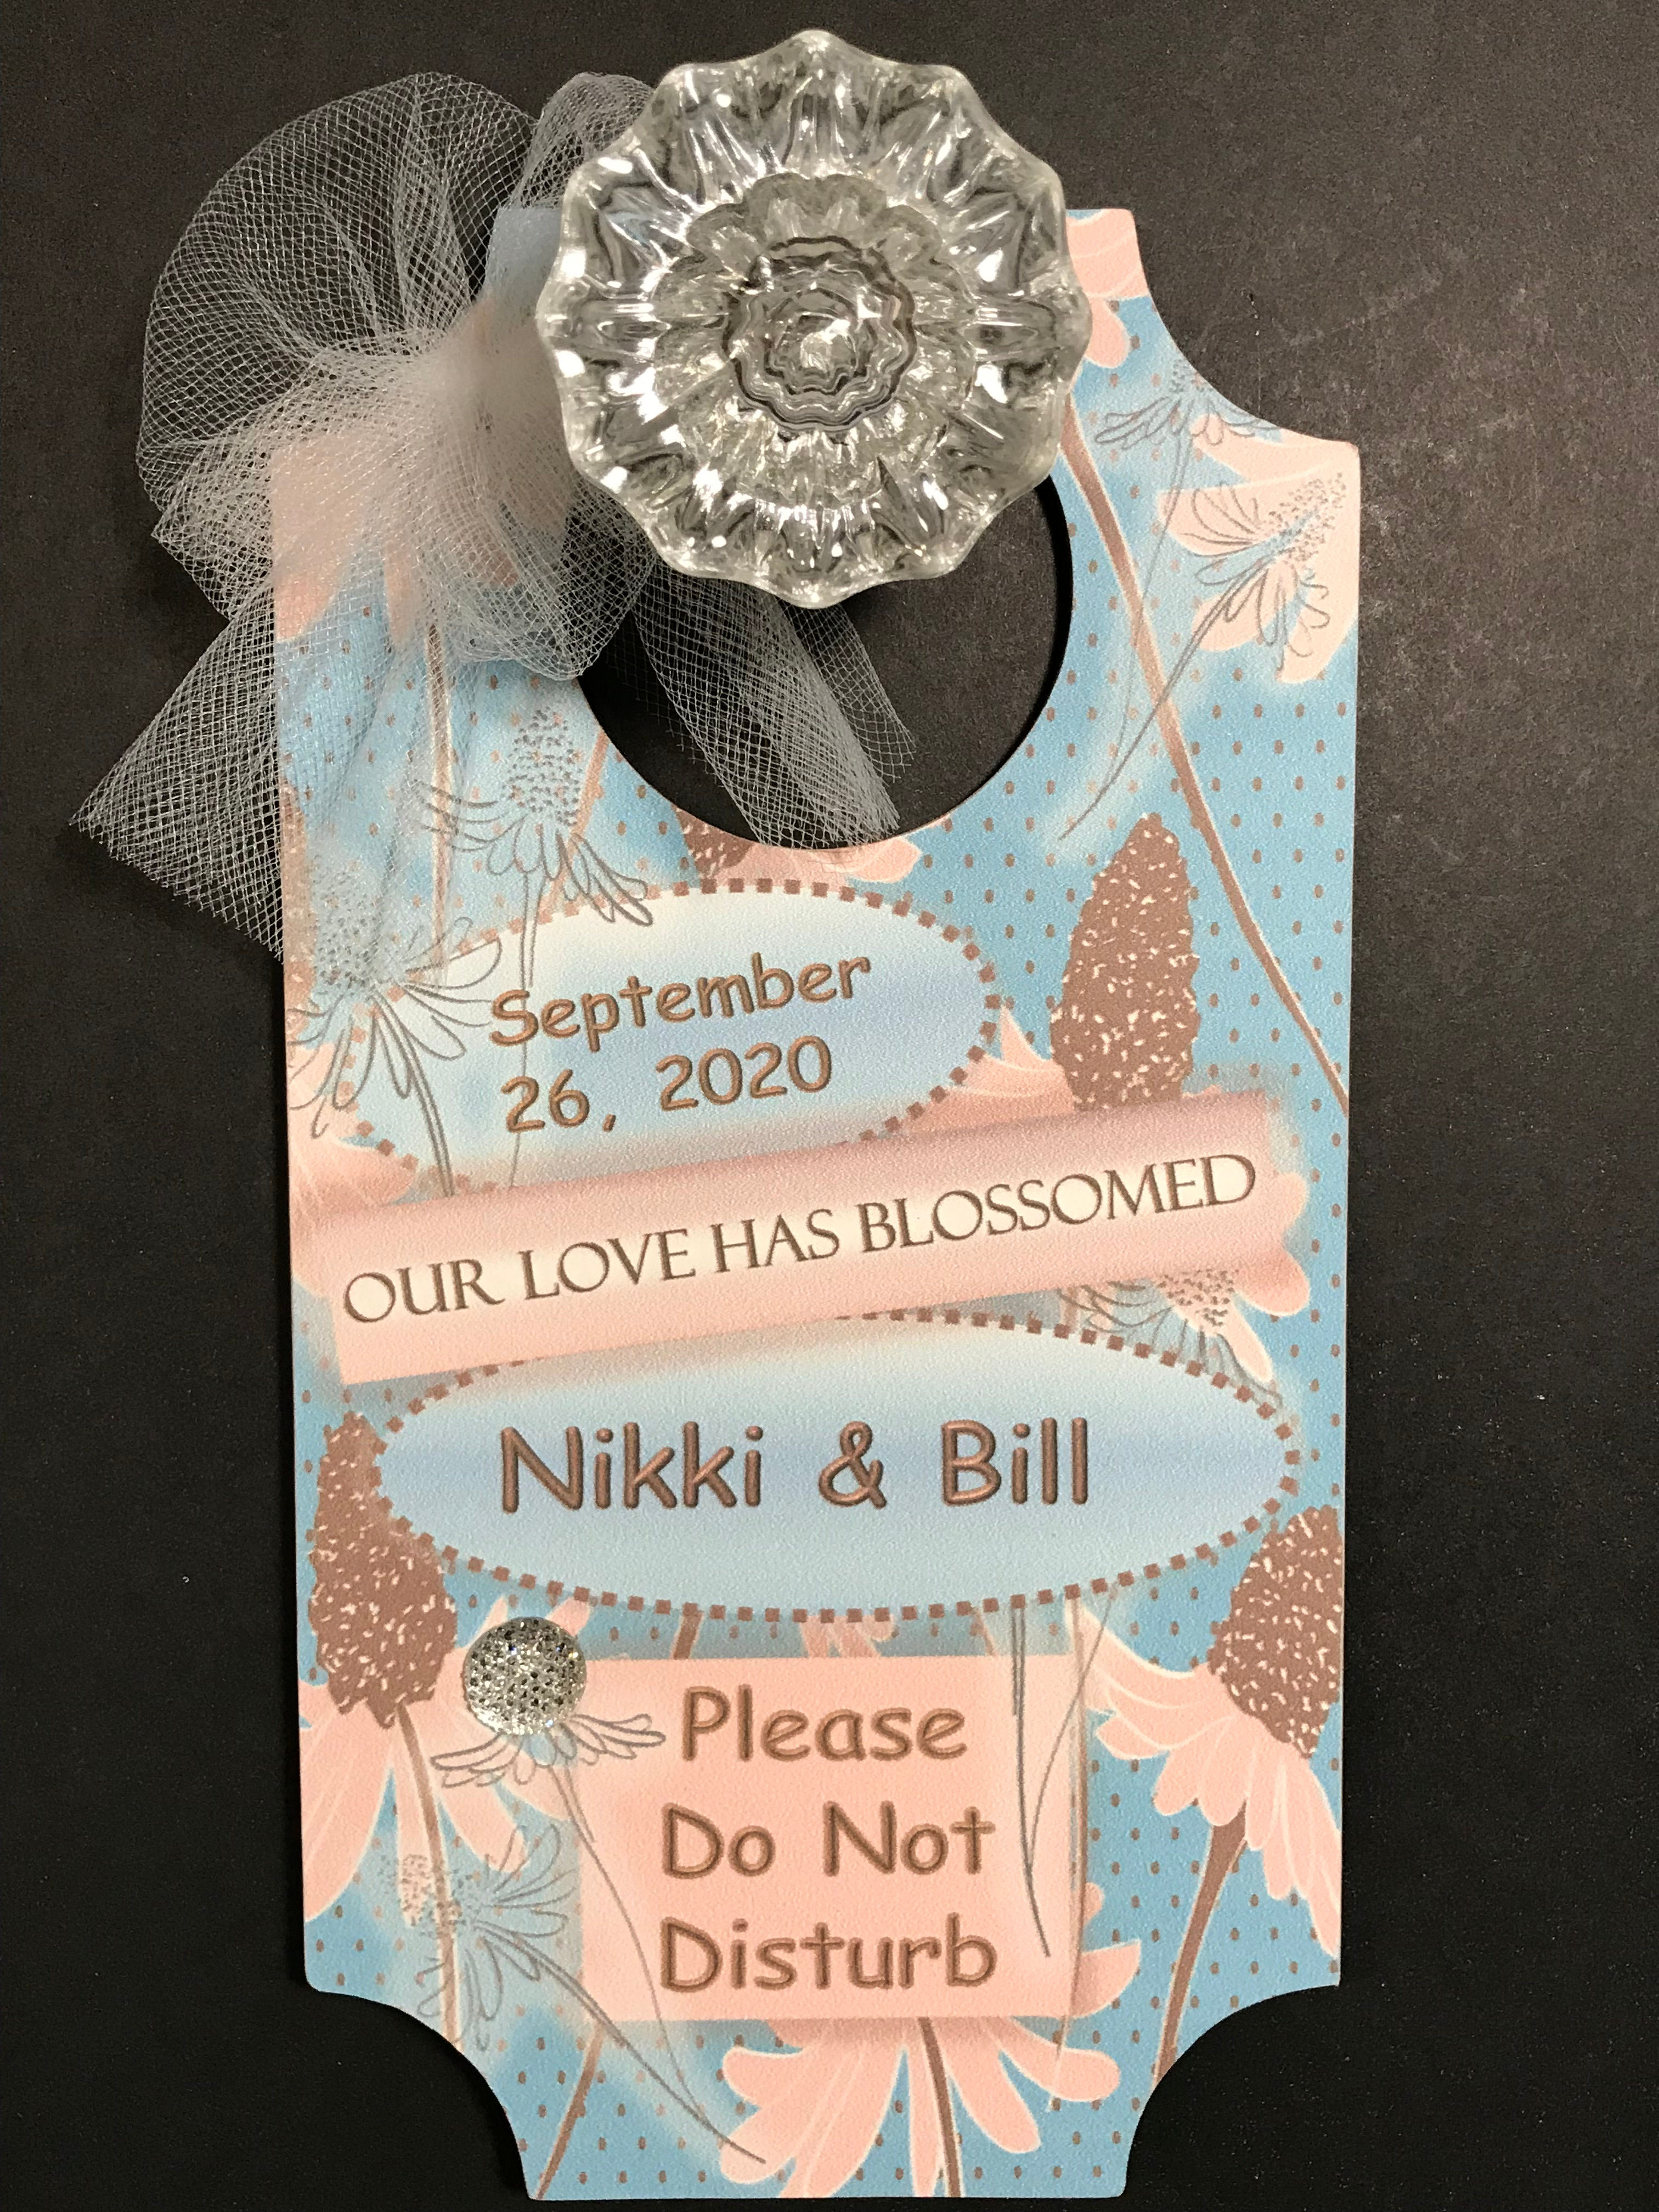 September
26, 2020
OUR LOVE HAS BLOSSOMED
Nikki & Bill
Please
Do Not
Disturb